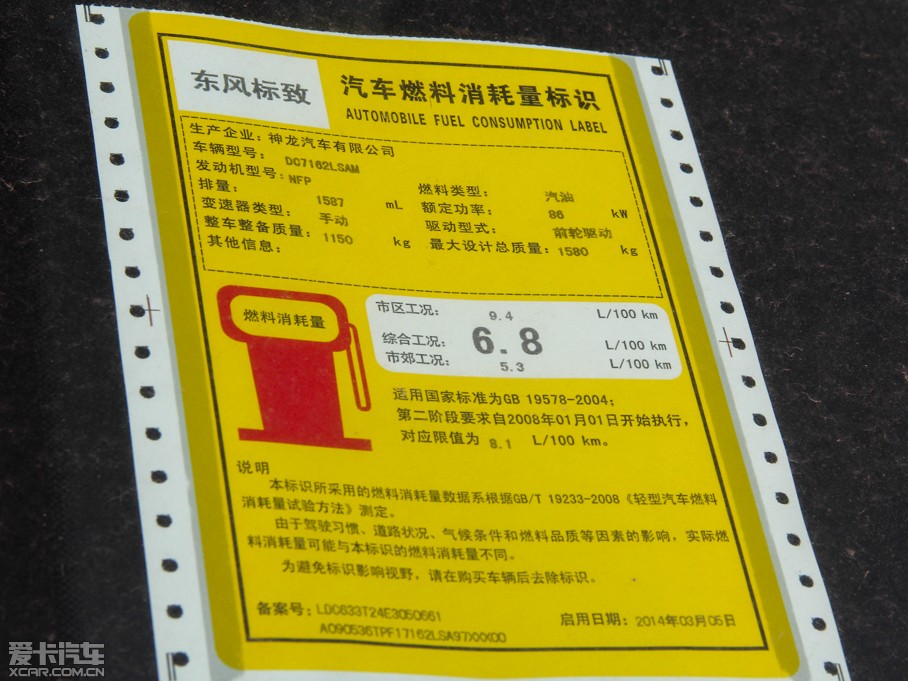 东风标致
汽车燃料消耗量标识
AUTOMOBILE FUEL CONSUMPTION LABEL
生产企业：神龙汽车有限公司
车辆型号： DC7162LSAM
发动机型号：NFP
燃料类型： 汽油
排量： 1587 mL
额定功率： 86 kW
变速器类型： 手动
驱动型式： 前轮驱动
整车整备质量： 1150 kg
最大设计总质量：1580 kg
其他信息：
燃料消耗量
市区工况： 9.4 L/100 km
综合工况： 6.8 L/100 km
市郊工况： 5.3 L/100 km
适用国家标准为GB 19578-2004；
第二阶段要求自2008年01月01日开始执行，
对应限值为 8.1 L/100 km。
说明
本标识所采用的燃料消耗量数据系根据GB/T 19233-2008《轻型汽车燃料
消耗量试验方法》测定。
由于驾驶习惯、道路状况、气候条件和燃料品质等因素的影响，实际燃
料消耗量可能与本标识的燃料消耗量不同。
为避免标识影响视野，请在购买车辆后去除标识。
备案号：LDC633T24E3050661
A090536TPF17162LSA97XXXX00
启用日期：2014年03月05日
爱卡汽车
XCAR.COM.CN